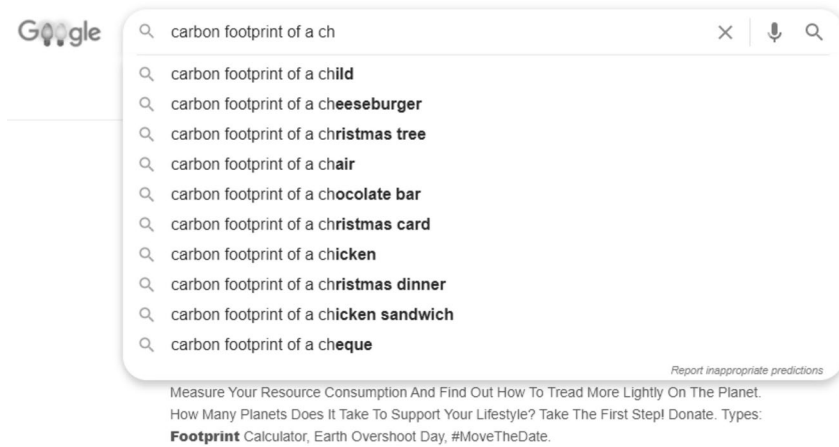 Google
carbon footprint of a ch
carbon footprint of a child
carbon footprint of a cheeseburger
carbon footprint of a christmas tree
carbon footprint of a chair
carbon footprint of a chocolate bar
carbon footprint of a christmas card
carbon footprint of a chicken
carbon footprint of a christmas dinner
carbon footprint of a chicken sandwich
carbon footprint of a cheque
Report inappropriate predictions
Measure Your Resource Consumption And Find Out How To Tread More Lightly On The Planet.
How Many Planets Does It Take To Support Your Lifestyle? Take The First Step! Donate. Types:
Footprint Calculator, Earth Overshoot Day, #MoveTheDate.